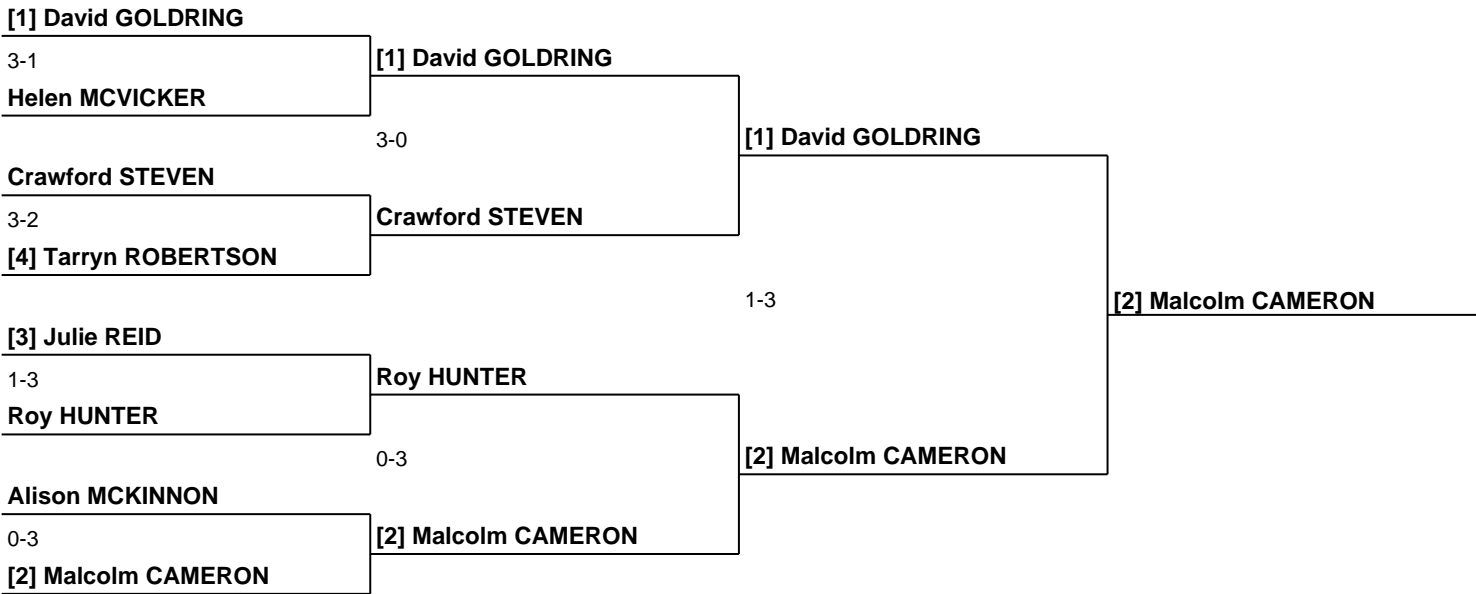 [1] David GOLDRING
3-1
[1] David GOLDRING
Helen MCVICKER
3-0
[1] David GOLDRING
Crawford STEVEN
3-2
Crawford STEVEN
[4] Tarryn ROBERTSON
1-3
[2] Malcolm CAMERON
[3] Julie REID
1-3
Roy HUNTER
Roy HUNTER
0-3
[2] Malcolm CAMERON
Alison MCKINNON
0-3
[2] Malcolm CAMERON
[2] Malcolm CAMERON